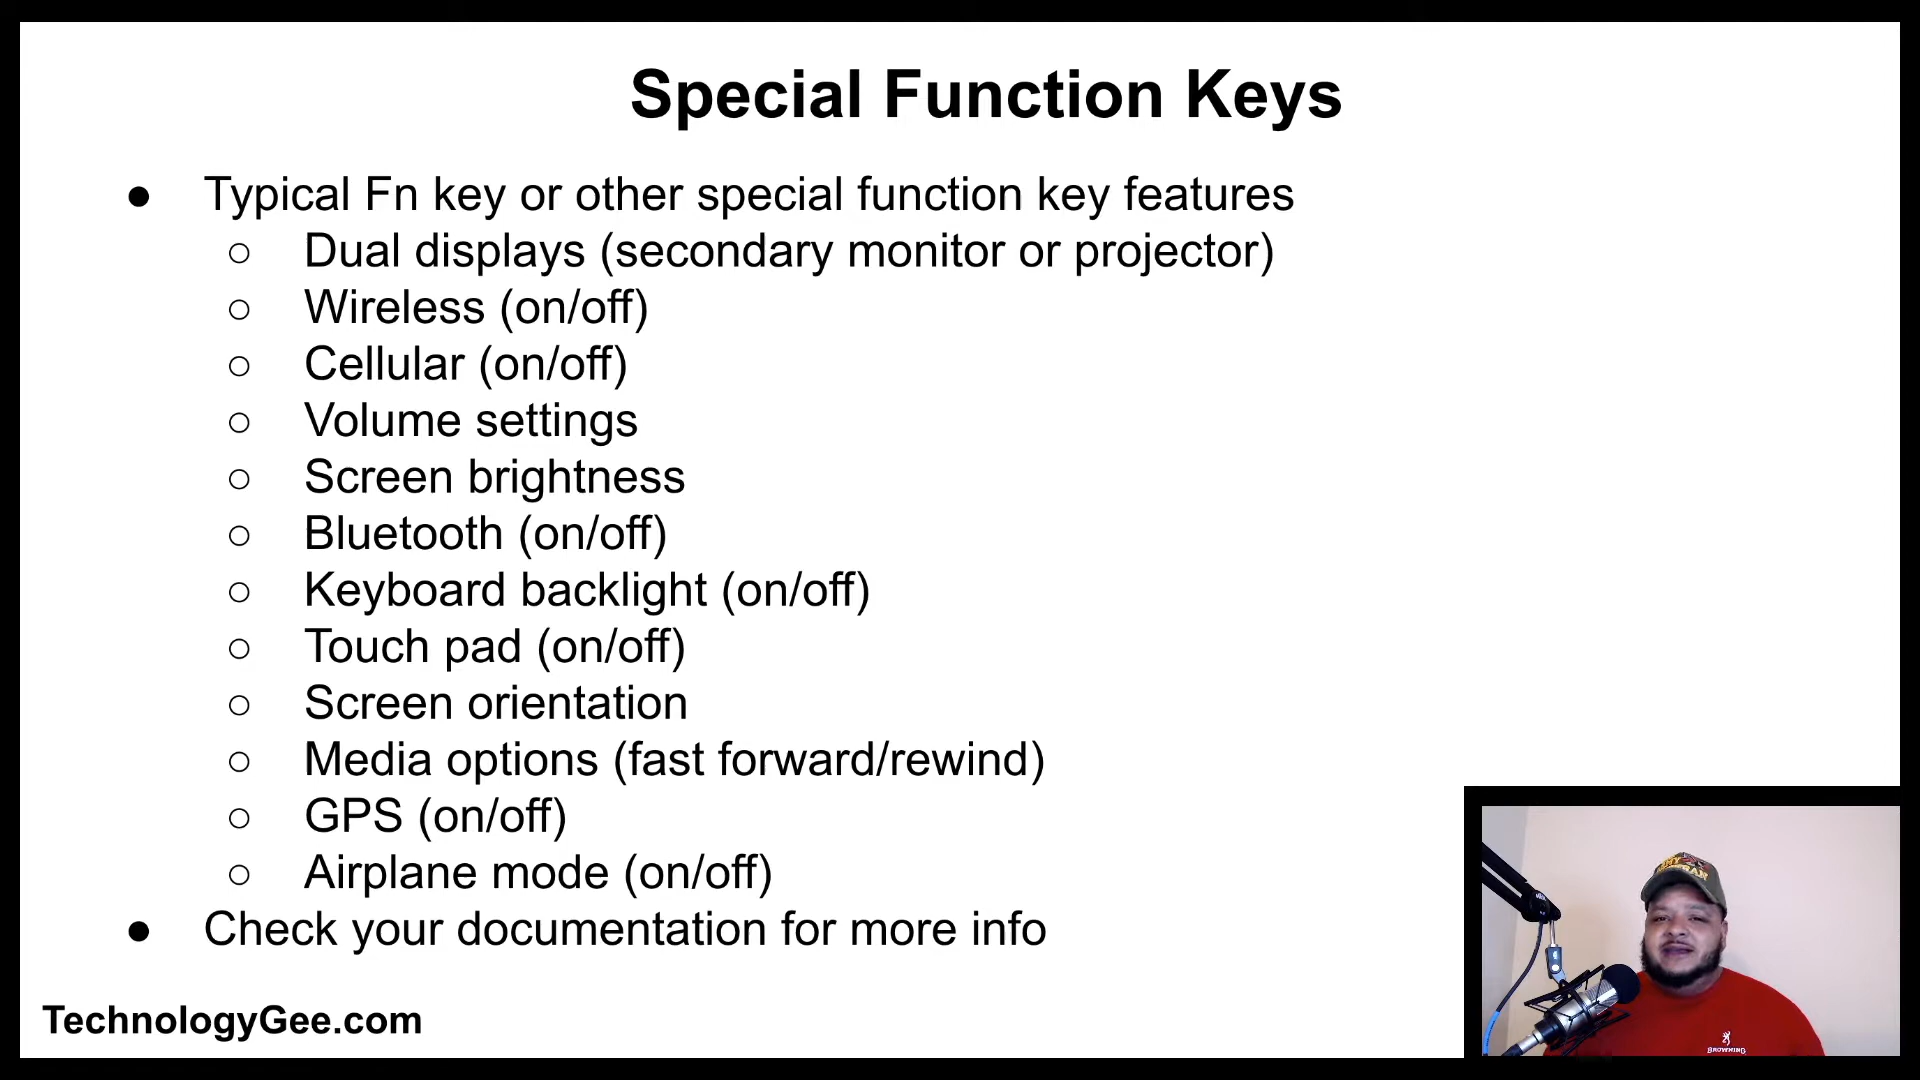 Special Function Keys
● Typical Fn key or other special function key features
○ Dual displays (secondary monitor or projector)
○ Wireless (on/off)
○ Cellular (on/off)
○ Volume settings
○ Screen brightness
○ Bluetooth (on/off)
○ Keyboard backlight (on/off)
○ Touch pad (on/off)
○ Screen orientation
○ Media options (fast forward/rewind)
○ GPS (on/off)
○ Airplane mode (on/off)
● Check your documentation for more info
TechnologyGee.com
BROWNING